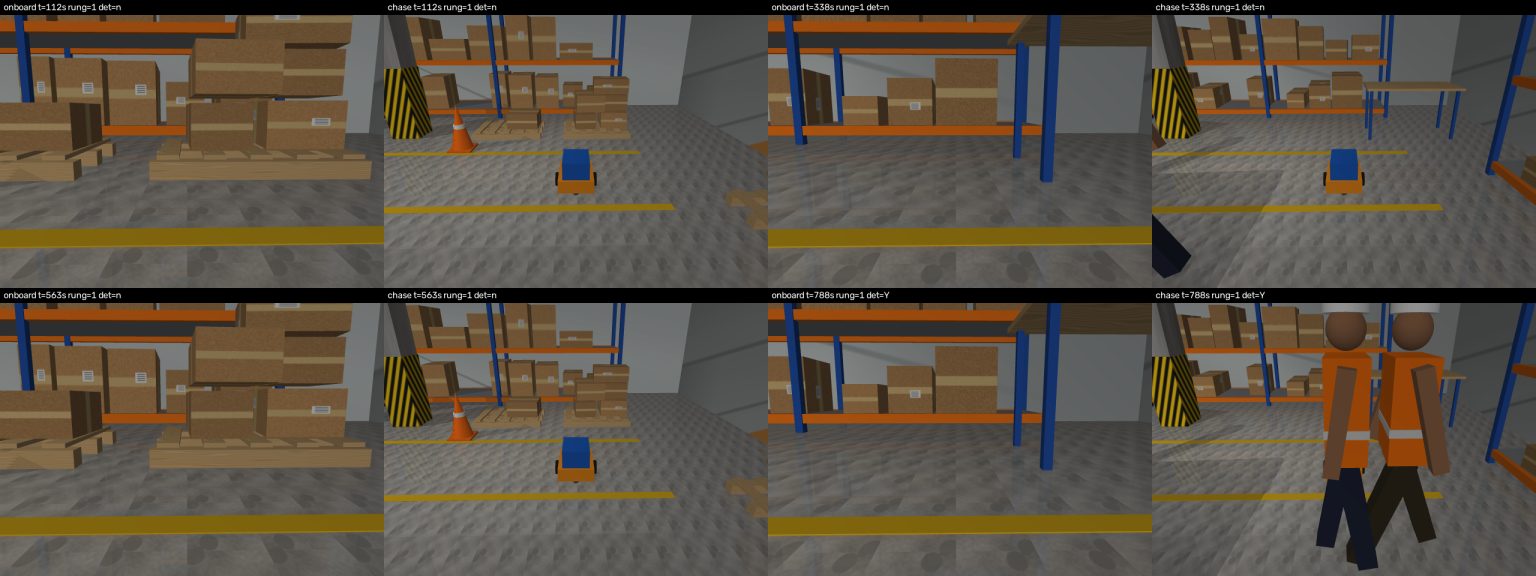 onboard t=112s rung=1 det=n
chase t=112s rung=1 det=n
onboard t=338s rung=1 det=n
chase t=338s rung=1 det=n
onboard t=563s rung=1 det=n
chase t=563s rung=1 det=n
onboard t=788s rung=1 det=Y
chase t=788s rung=1 det=Y